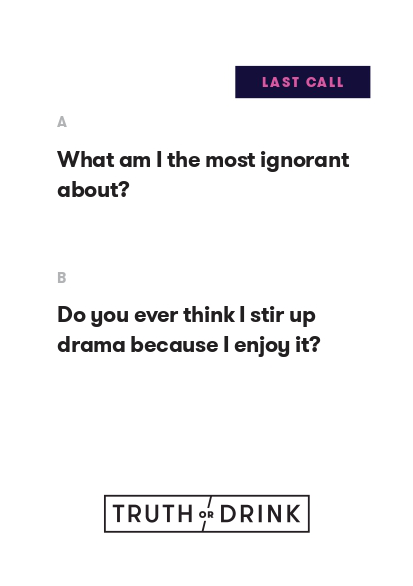 LAST CALL
A
What am I the most ignorant
about?
B
Do you ever think I stir up
drama because I enjoy it?
TRUTH OR DRINK